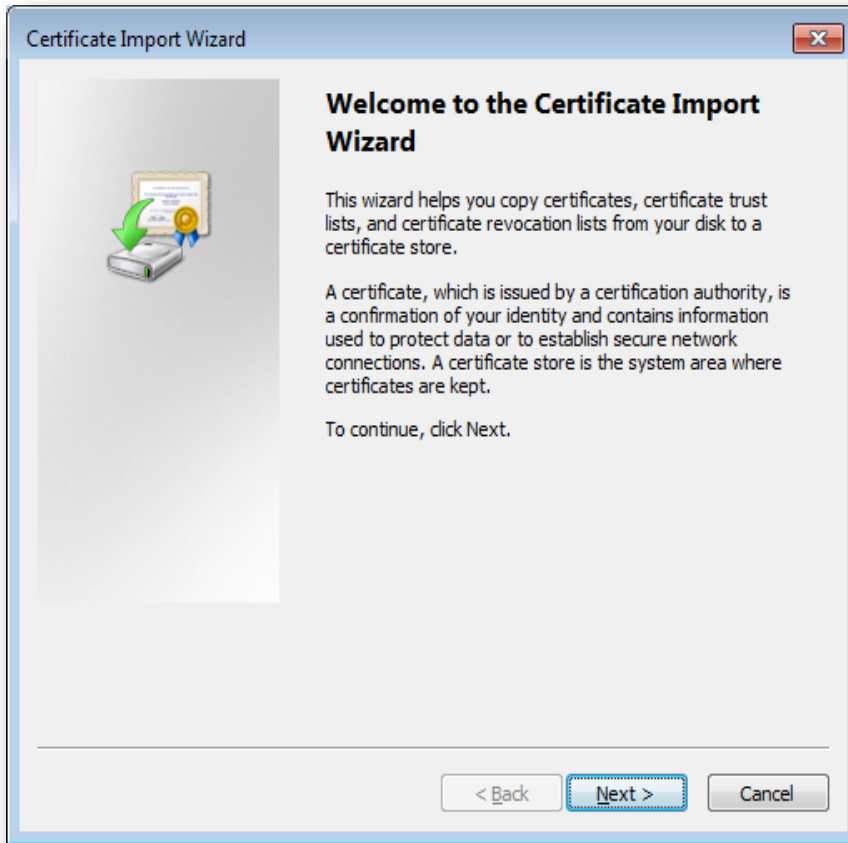 Certificate Import Wizard
Welcome to the Certificate Import
Wizard
This wizard helps you copy certificates, certificate trust
lists, and certificate revocation lists from your disk to a
certificate store.
A certificate, which is issued by a certification authority, is
a confirmation of your identity and contains information
used to protect data or to establish secure network
connections. A certificate store is the system area where
certificates are kept.
To continue, click Next.
< Back Next > Cancel